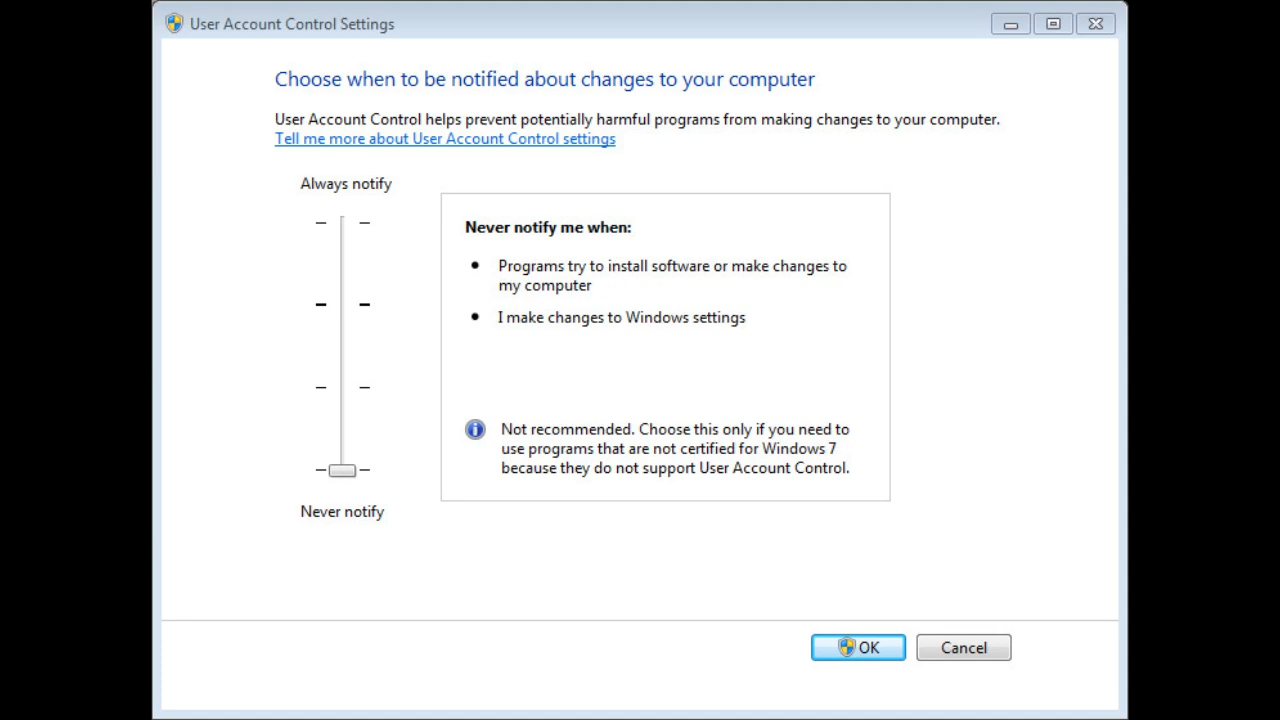 User Account Control Settings
Choose when to be notified about changes to your computer
User Account Control helps prevent potentially harmful programs from making changes to your computer.
Tell me more about User Account Control settings
Always notify
Never notify me when:
Programs try to install software or make changes to
my computer
I make changes to Windows settings
Not recommended. Choose this only if you need to
use programs that are not certified for Windows 7
because they do not support User Account Control.
Never notify
OK
Cancel